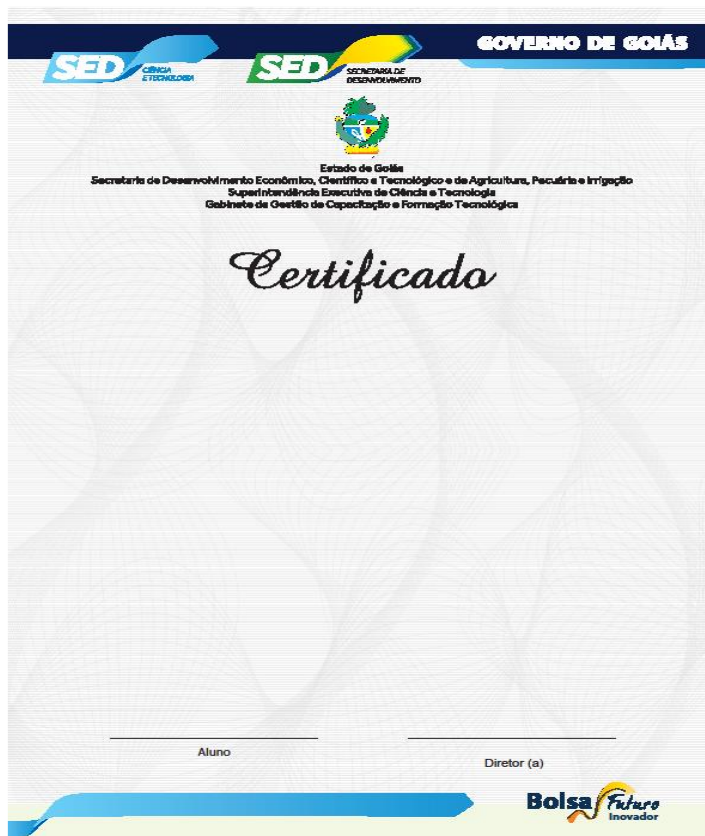 GOVERNO DE GOIÁS
SED CIÊNCIA
E TECNOLOGIA
SED SECRETARIA DE
DESENVOLVIMENTO
Estado de Goiás
Secretaria de Desenvolvimento Econômico, Científico e Tecnológico e de Agricultura, Pecuária e Irrigação
Superintendência Executiva de Ciência e Tecnologia
Gabinete de Gestão de Capacitação e Formação Tecnológica
Certificado
Aluno
Diretor (a)
Bolsa Futuro
Inovador